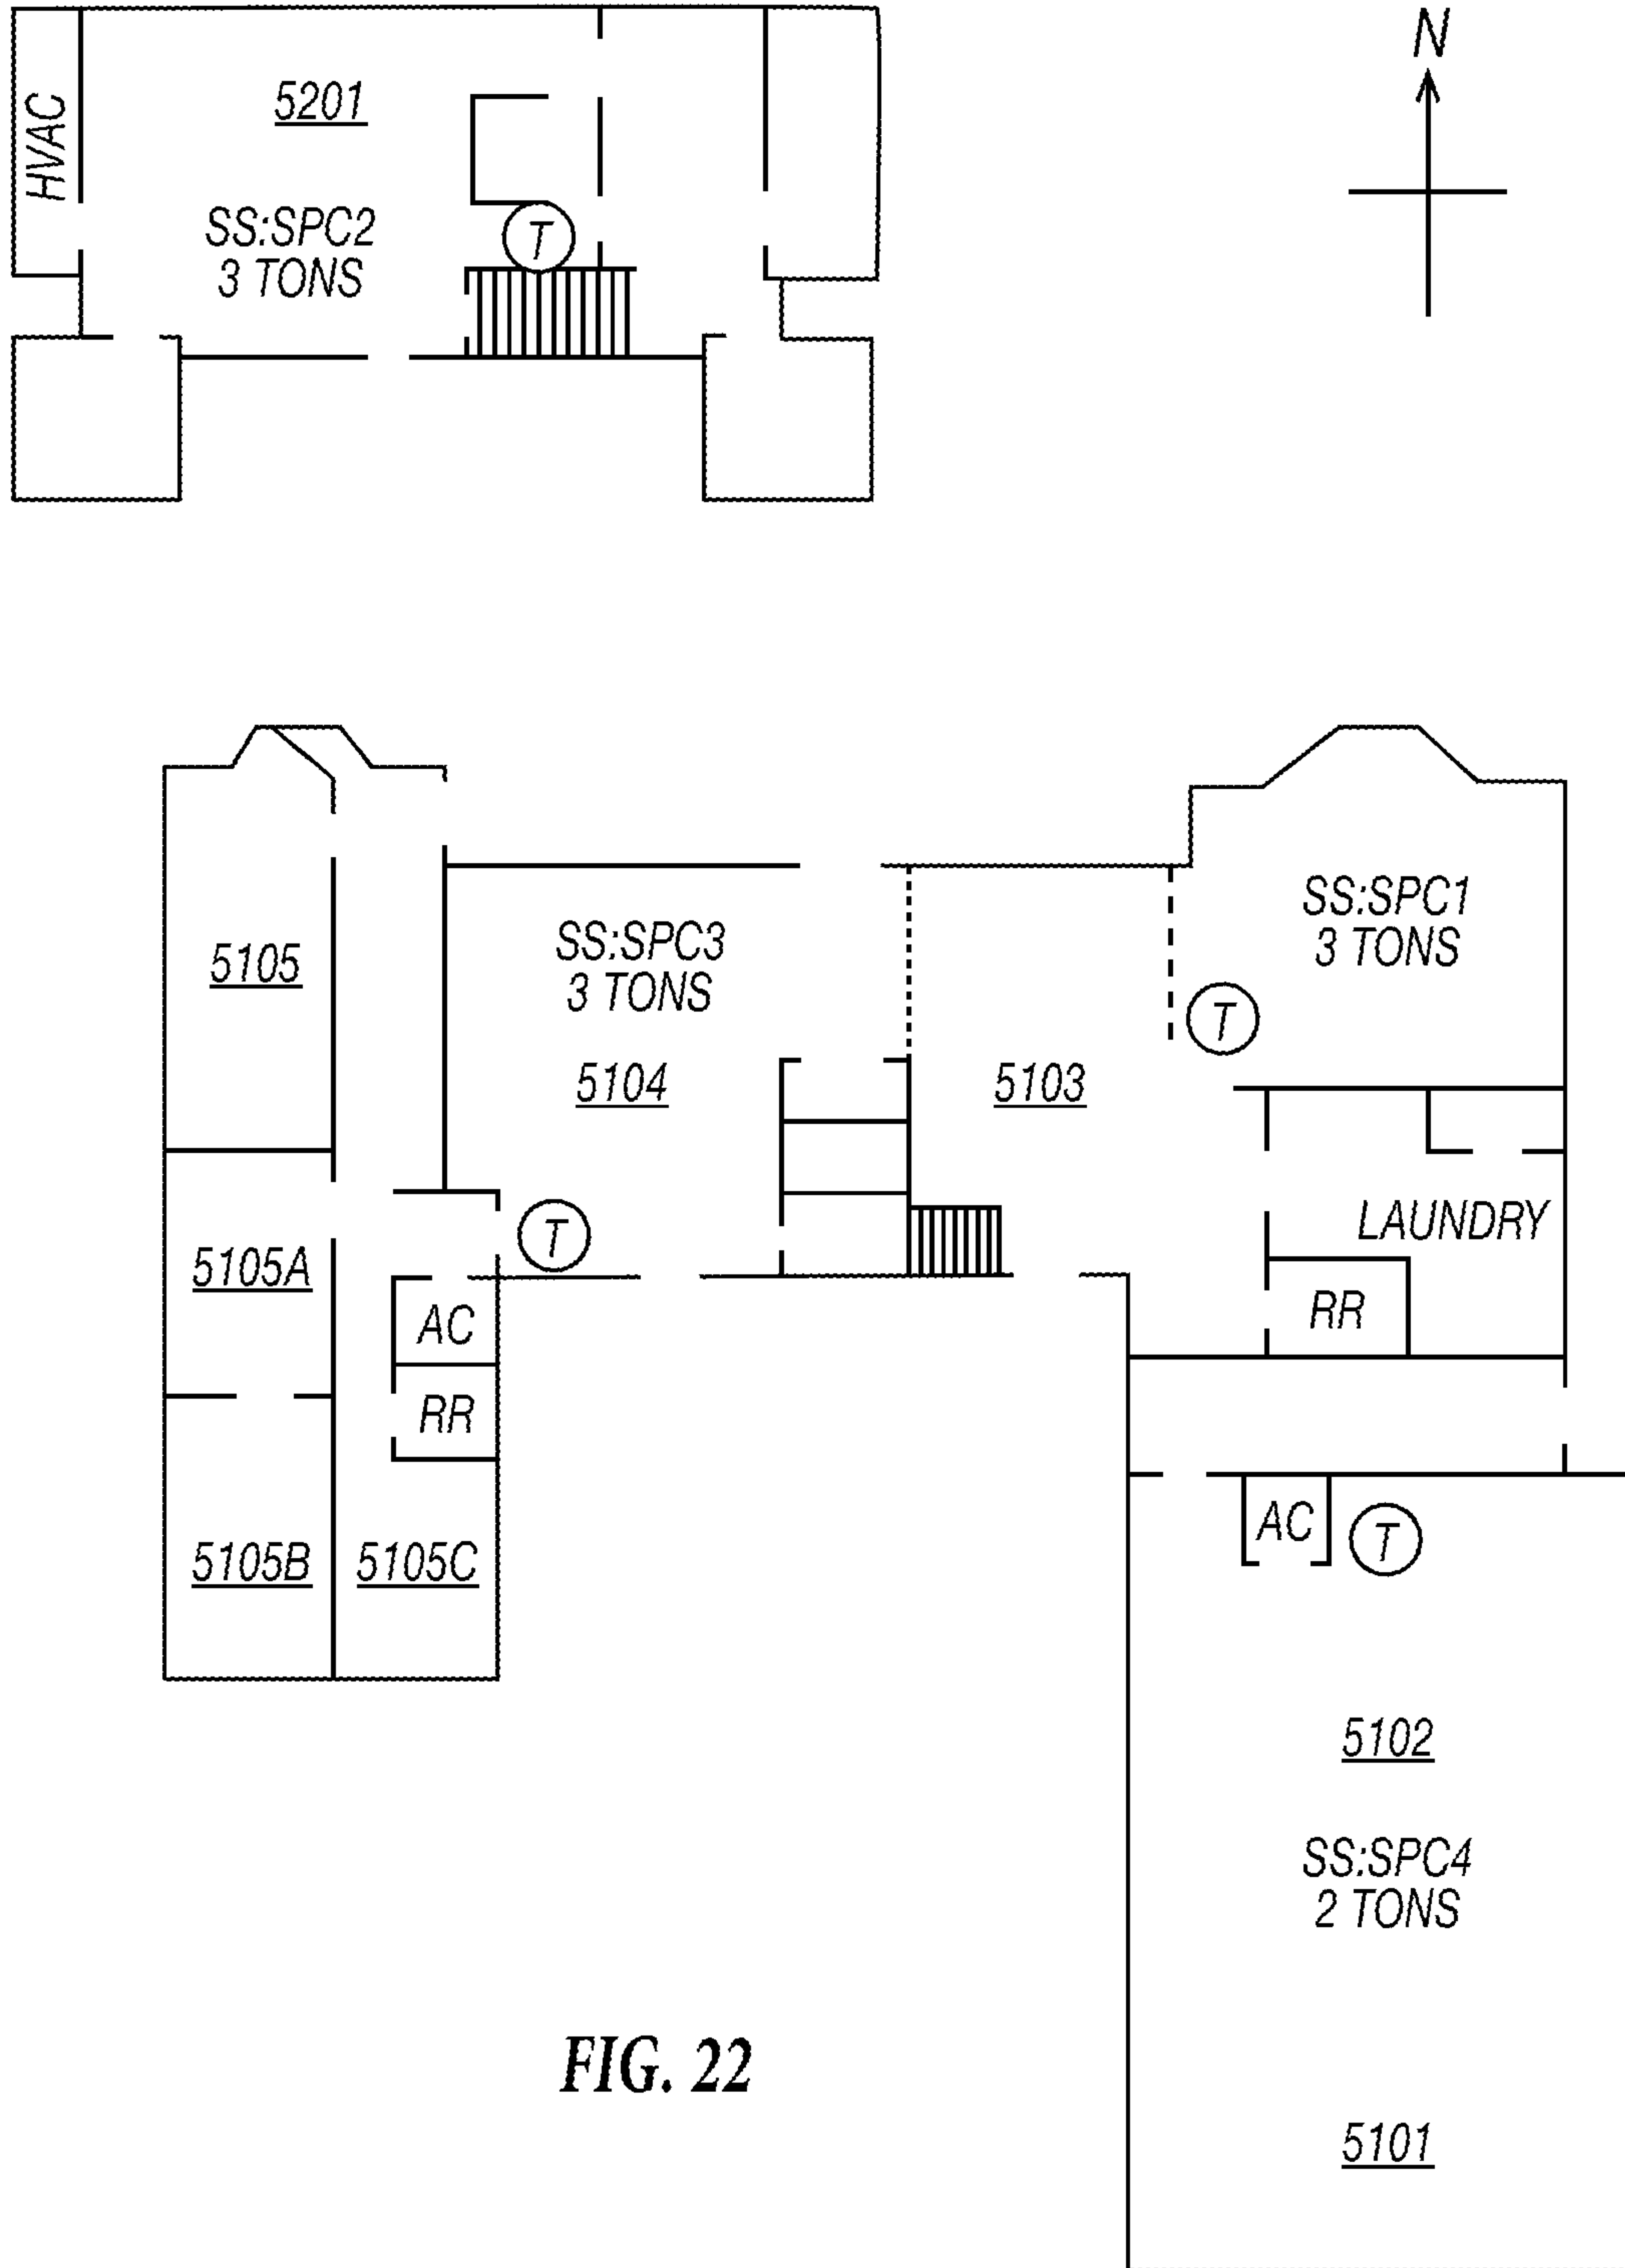 N
HVAC
5201
SS:SPC2
3 TONS
T
SS:SPC3
3 TONS
SS:SPC1
3 TONS
5105
T
5104
5103
LAUNDRY
T
5105A
AC
RR
RR
AC
T
5105B
5105C
5102
SS:SPC4
2 TONS
FIG. 22
5101